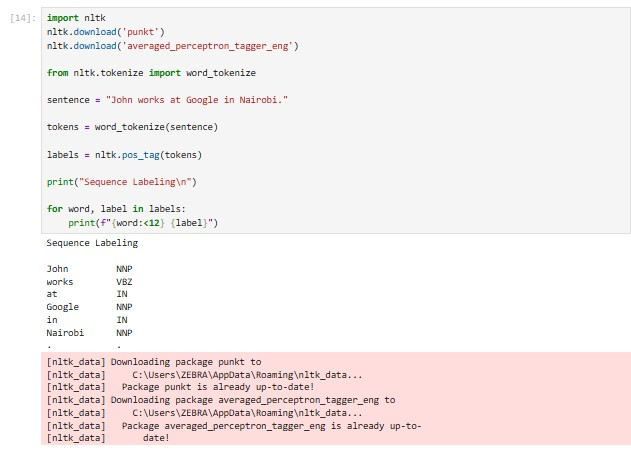 [14]: import nltk
nltk.download('punkt')
nltk.download('averaged_perceptron_tagger_eng')
from nltk.tokenize import word_tokenize
sentence = "John works at Google in Nairobi."
tokens = word_tokenize(sentence)
labels = nltk.pos_tag(tokens)
print("Sequence Labeling\n")
for word, label in labels:
    print(f"{word:<12} {label}")
Sequence Labeling
John         NNP
works        VBZ
at           IN
Google       NNP
in           IN
Nairobi      NNP
.            .
[nltk_data] Downloading package punkt to
[nltk_data]     C:\Users\ZEBRA\AppData\Roaming\nltk_data...
[nltk_data]   Package punkt is already up-to-date!
[nltk_data] Downloading package averaged_perceptron_tagger_eng to
[nltk_data]     C:\Users\ZEBRA\AppData\Roaming\nltk_data...
[nltk_data]   Package averaged_perceptron_tagger_eng is already up-to-
[nltk_data]       date!